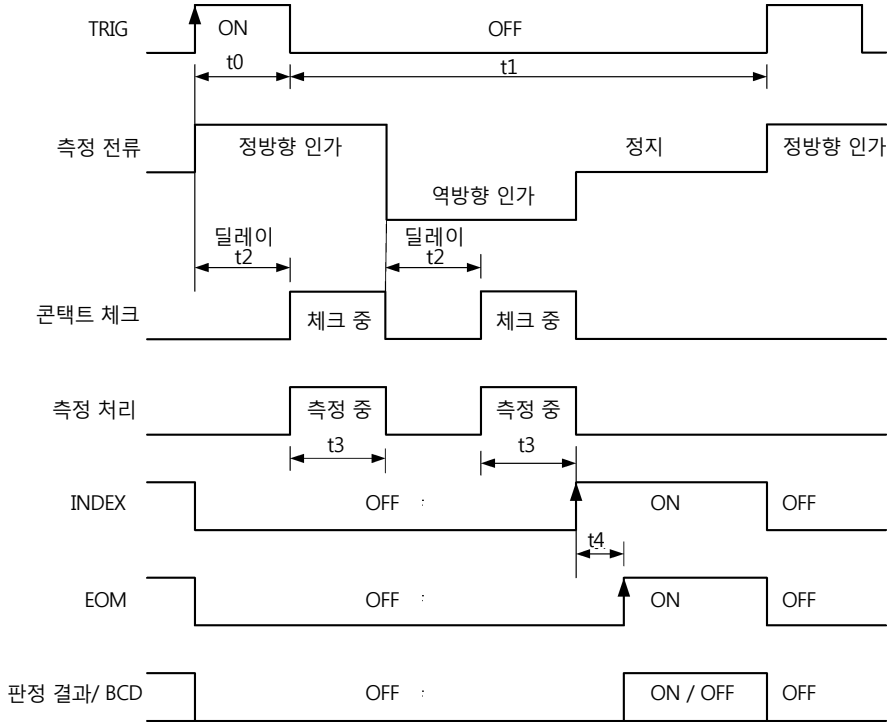 TRIG ON OFF
t0 t1
측정 전류 정방향 인가 정지 정방향 인가
역방향 인가
딜레이 딜레이
t2 t2
콘택트 체크 체크 중 체크 중
측정 처리 측정 중 측정 중
t3 t3
INDEX OFF ON OFF
t4
EOM OFF ON OFF
판정 결과/ BCD OFF ON / OFF OFF